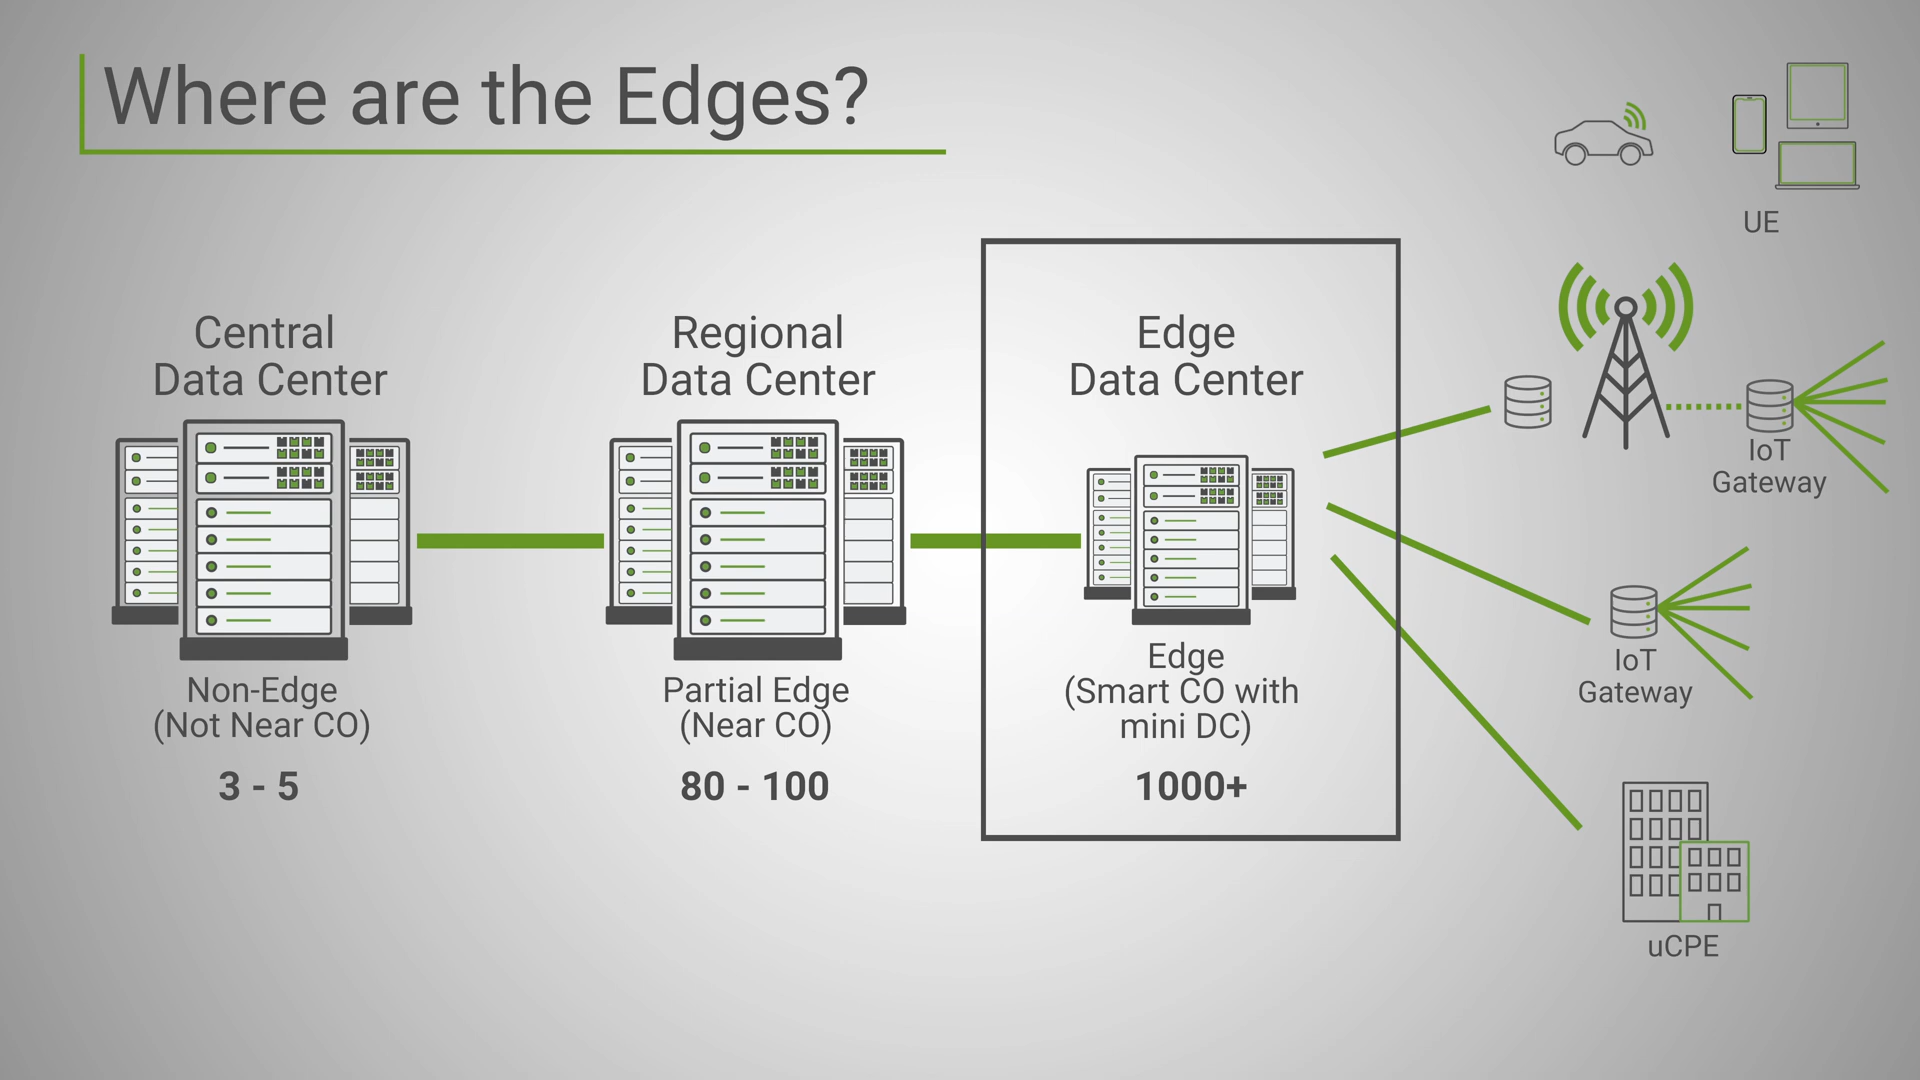 Where are the Edges?
UE
Central
Data Center
Non-Edge
(Not Near CO)
3 - 5
Regional
Data Center
Partial Edge
(Near CO)
80 - 100
Edge
Data Center
Edge
(Smart CO with
mini DC)
1000+
IoT
Gateway
IoT
Gateway
uCPE